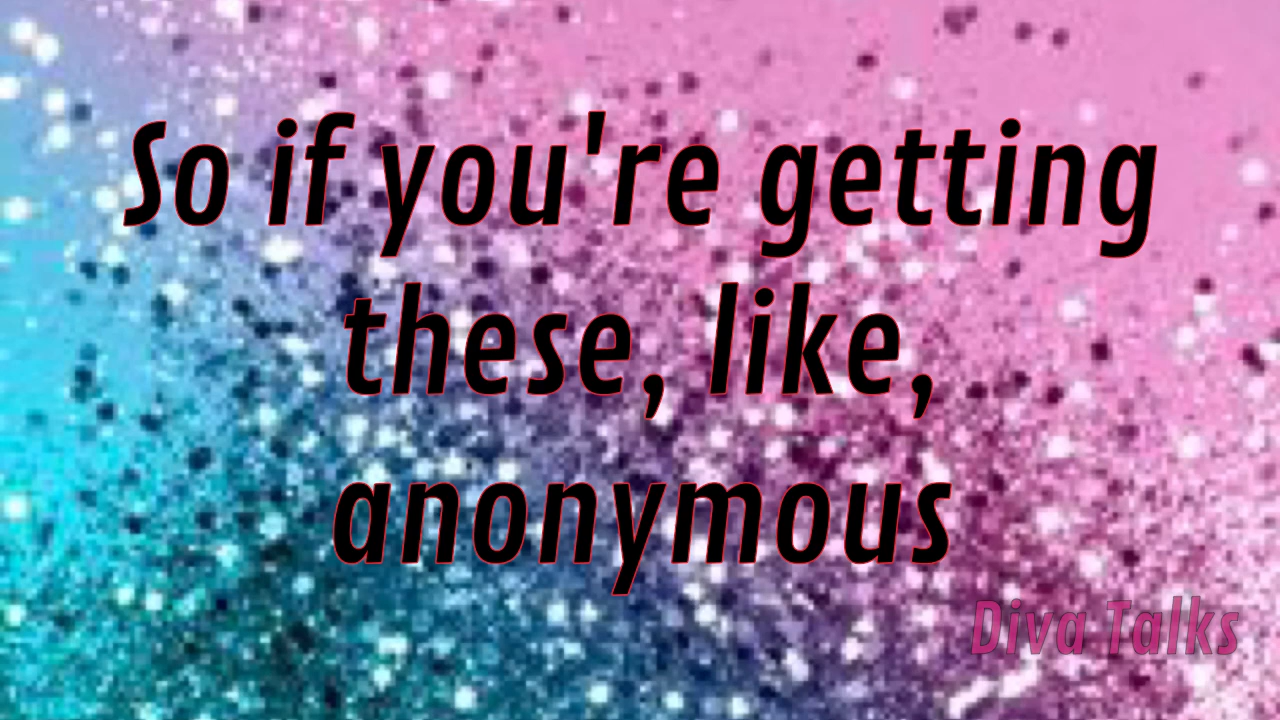 So if you're getting
these, like,
anonymous
Diva Talks